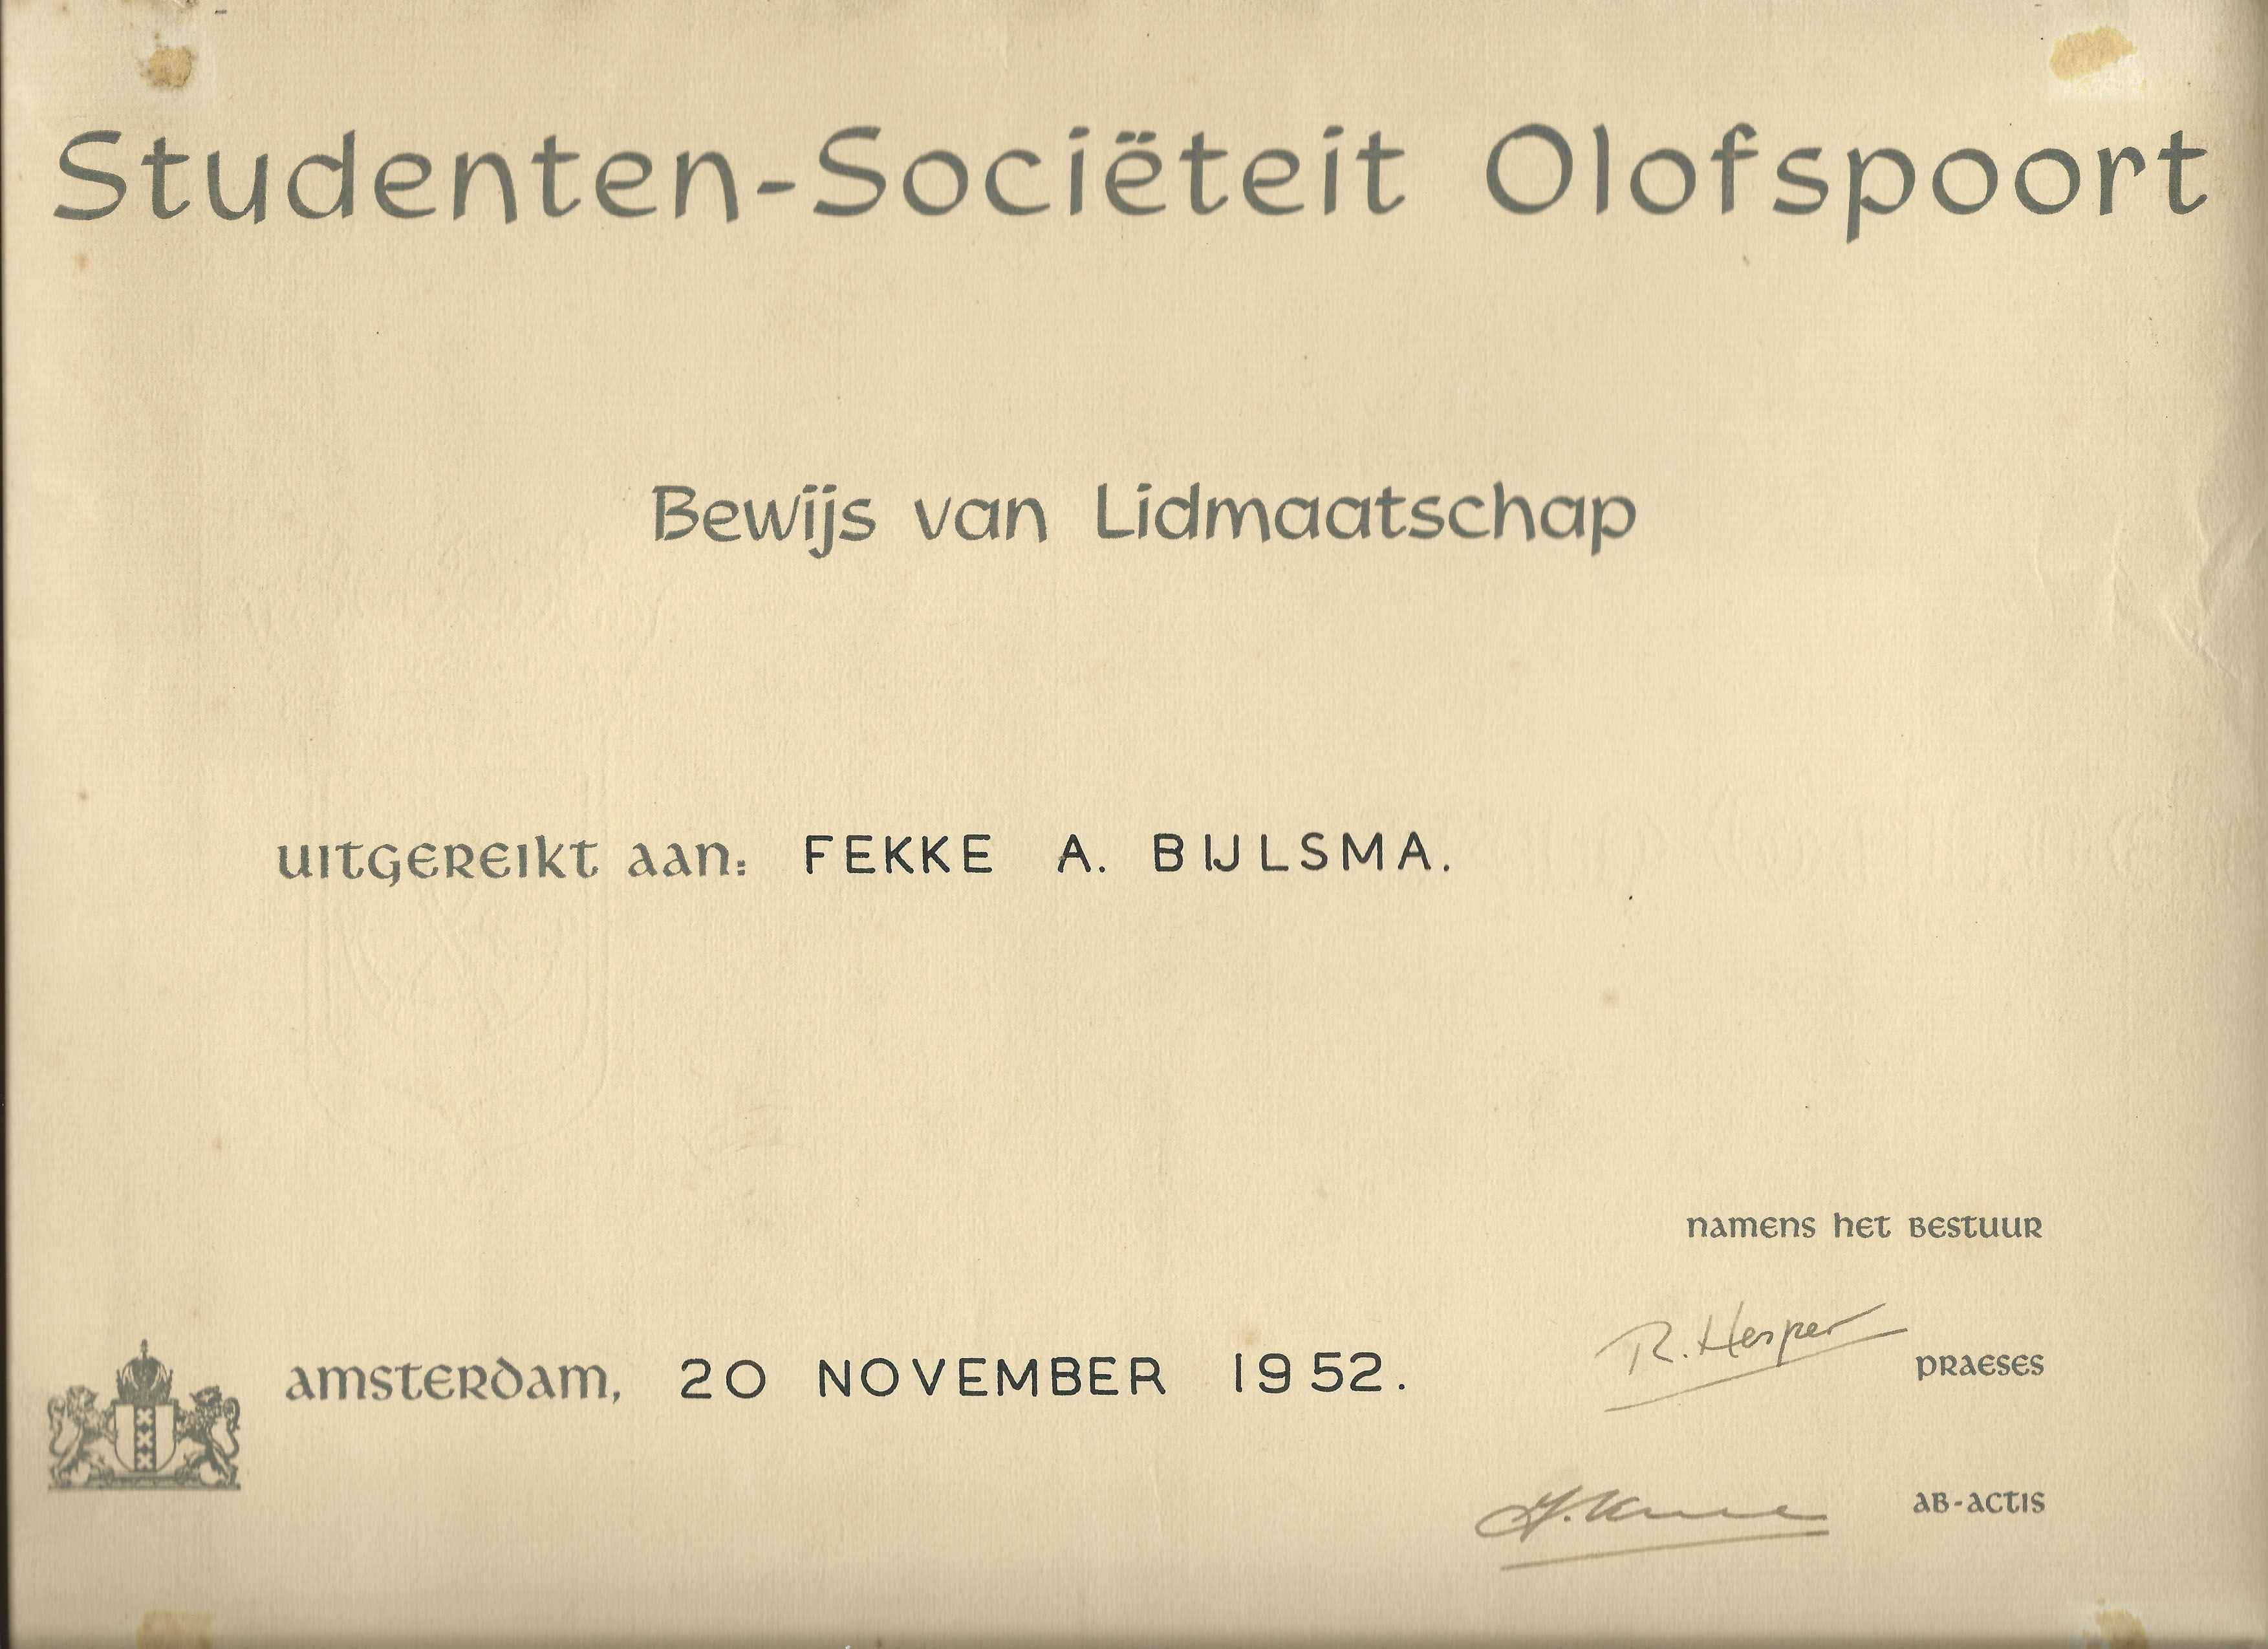 Studenten-Sociëteit Olofspoort
Bewijs van Lidmaatschap
uitgereikt aan: FEKKE A. BIJLSMA.
namens het bestuur
R. Hesper praeses
amsterdam, 20 NOVEMBER 1952.
ab-actis